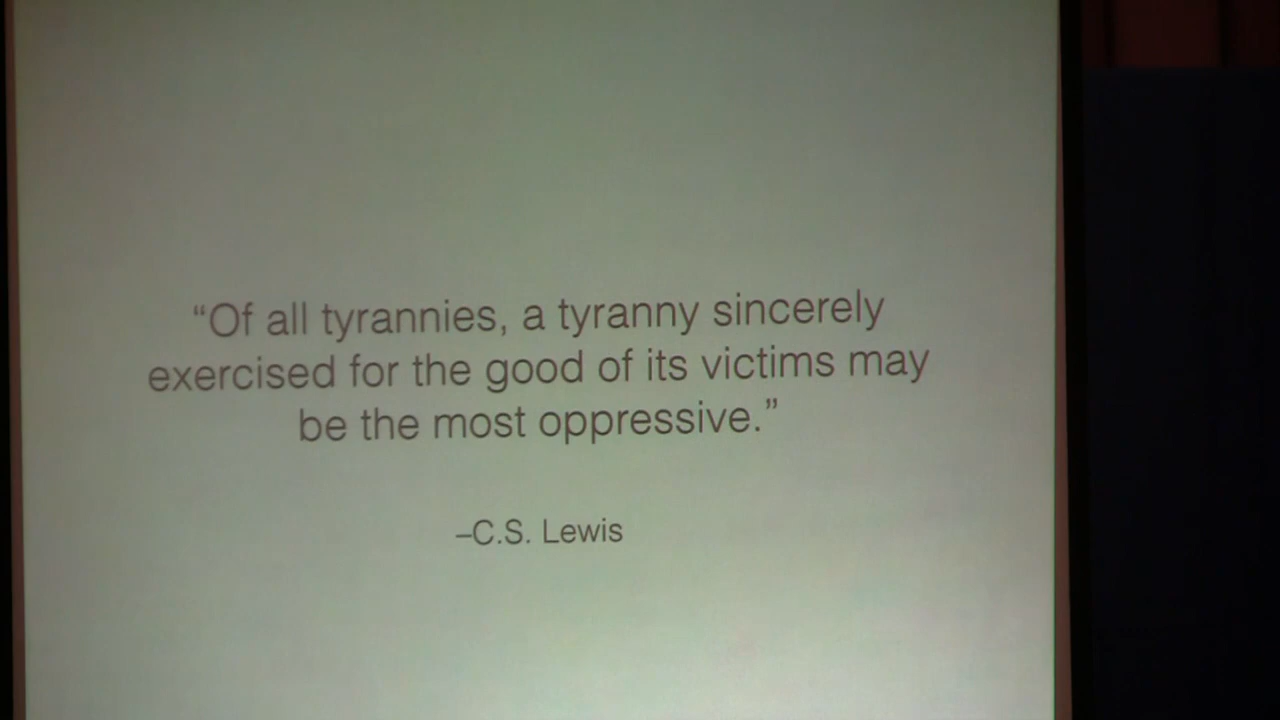 “Of all tyrannies, a tyranny sincerely
exercised for the good of its victims may
be the most oppressive.”
–C.S. Lewis